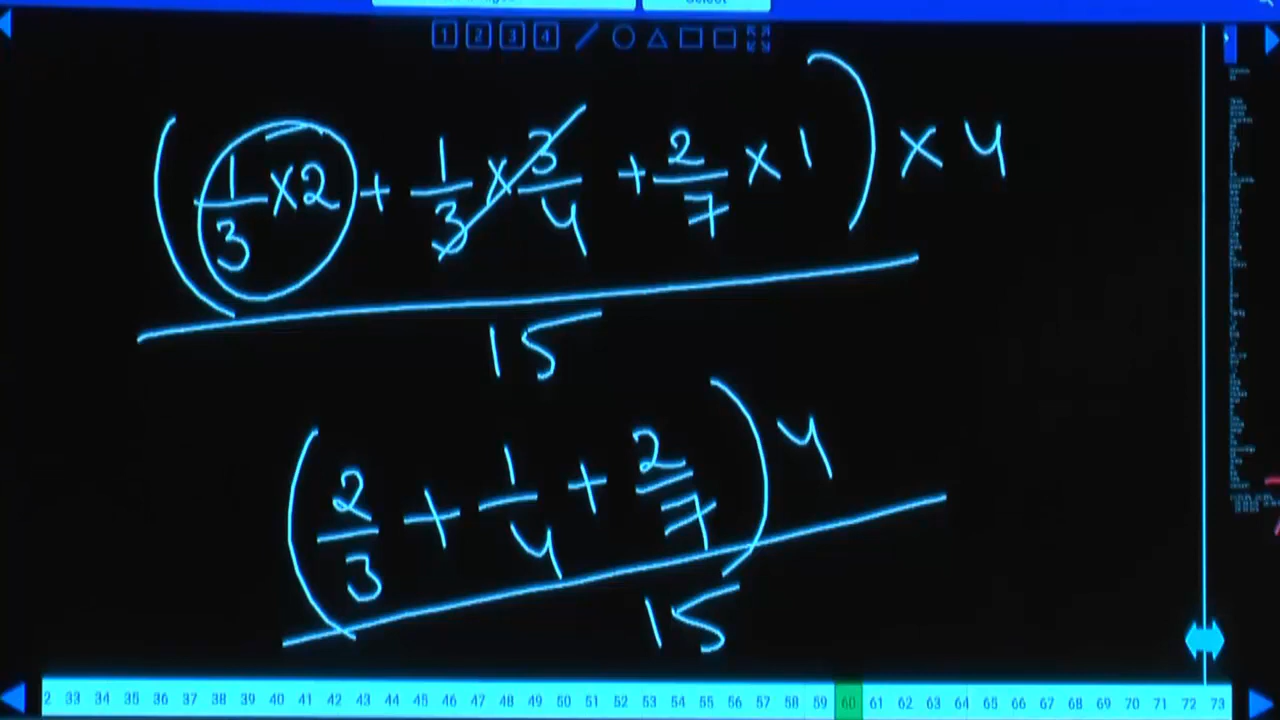 1 2 3 4
(1/3 × 2 + 1/3 × 3/4 + 2/7 × 1) × 4
15
(2/3 + 1/4 + 2/7) 4
15
2 33 34 35 36 37 38 39 40 41 42 43 44 45 46 47 48 49 50 51 52 53 54 55 56 57 58 59 60 61 62 63 64 65 66 67 68 69 70 71 72 73